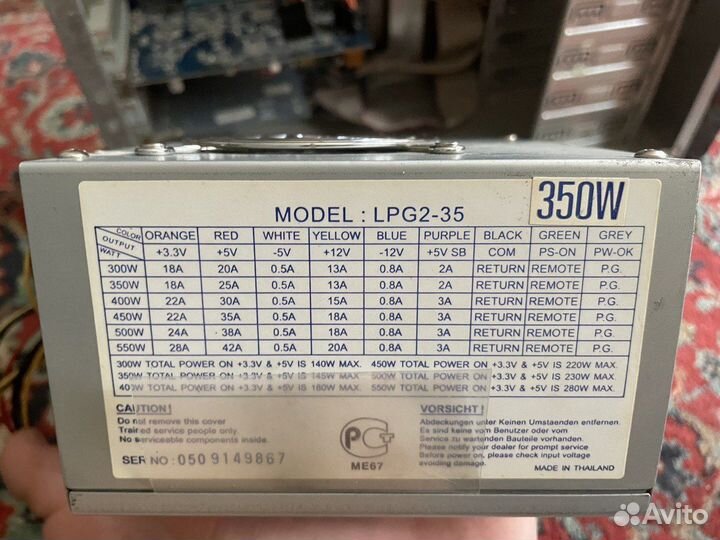 MODEL : LPG2-35
350W
COLOR OUTPUT WATT ORANGE RED WHITE YELLOW BLUE PURPLE BLACK GREEN GREY
+3.3V +5V -5V +12V -12V +5V SB COM PS-ON PW-OK
300W 18A 20A 0.5A 13A 0.8A 2A RETURN REMOTE P.G.
350W 18A 25A 0.5A 13A 0.8A 2A RETURN REMOTE P.G.
400W 22A 30A 0.5A 15A 0.8A 3A RETURN REMOTE P.G.
450W 22A 35A 0.5A 18A 0.8A 3A RETURN REMOTE P.G.
500W 24A 38A 0.5A 18A 0.8A 3A RETURN REMOTE P.G.
550W 28A 42A 0.5A 20A 0.8A 3A RETURN REMOTE P.G.
300W TOTAL POWER ON +3.3V & +5V IS 140W MAX. 450W TOTAL POWER ON +3.3V & +5V IS 220W MAX.
350W TOTAL POWER ON +3.3V & +5V IS 145W MAX. 500W TOTAL POWER ON +3.3V & +5V IS 230W MAX.
400W TOTAL POWER ON +3.3V & +5V IS 180W MAX. 550W TOTAL POWER ON +3.3V & +5V IS 280W MAX.
CAUTION!
Do not remove this cover
Trained service people only.
No serviceable components inside.
SER NO: 0509149867
PCT
ME67
VORSICHT!
Abdeckungen unter Keinen Umstaenden entfernen.
Es sind keine vom Benutzer oder vom
Service zu wartenden Bauteile vorhanden
Please notify your dealer for prompt service.
Before power on, please check input voltage
avoiding damage.
MADE IN THAILAND
Avito